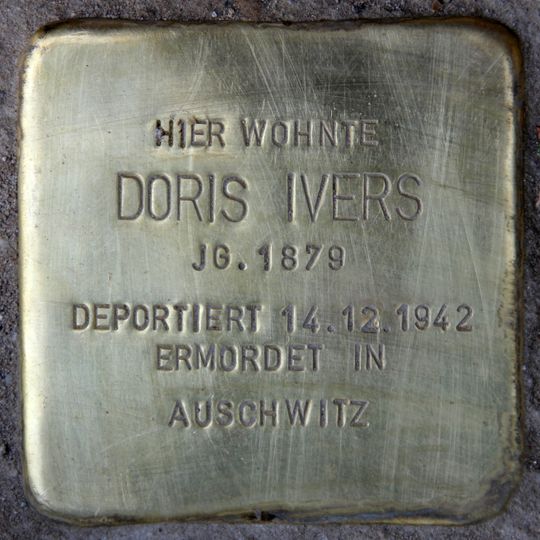 HIER WOHNTE
DORIS IVERS
JG. 1879
DEPORTIERT 14.12.1942
ERMORDET IN
AUSCHWITZ